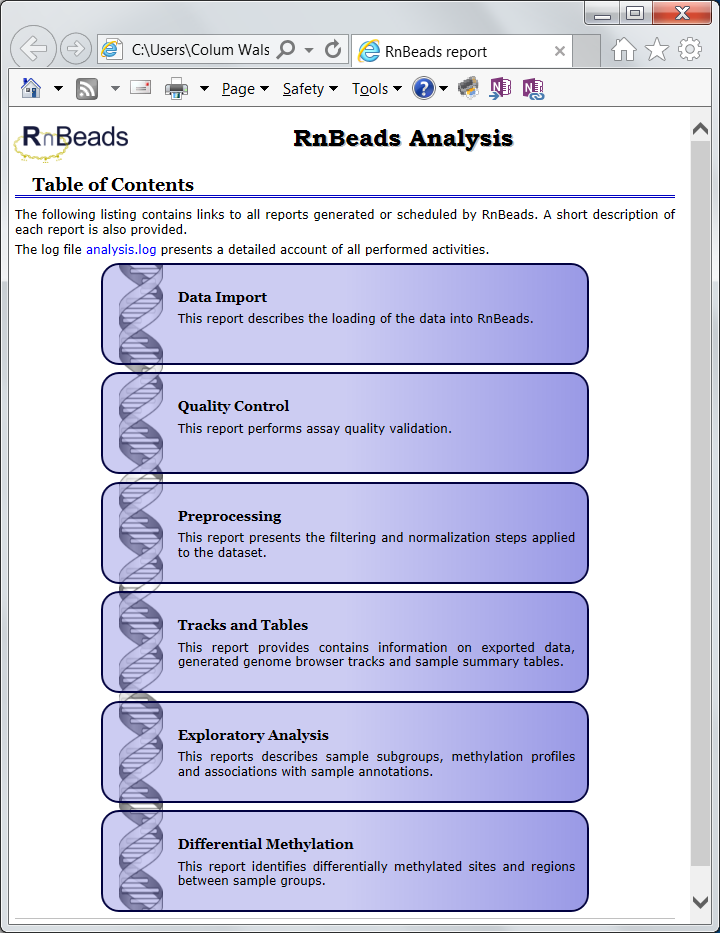 C:\Users\Colum Wals
RnBeads report
Page
Safety
Tools
?
N
N
RnBeads
RnBeads Analysis
Table of Contents
The following listing contains links to all reports generated or scheduled by RnBeads. A short description of
each report is also provided.
The log file analysis.log presents a detailed account of all performed activities.
Data Import
This report describes the loading of the data into RnBeads.
Quality Control
This report performs assay quality validation.
Preprocessing
This report presents the filtering and normalization steps applied
to the dataset.
Tracks and Tables
This report provides contains information on exported data,
generated genome browser tracks and sample summary tables.
Exploratory Analysis
This reports describes sample subgroups, methylation profiles
and associations with sample annotations.
Differential Methylation
This report identifies differentially methylated sites and regions
between sample groups.